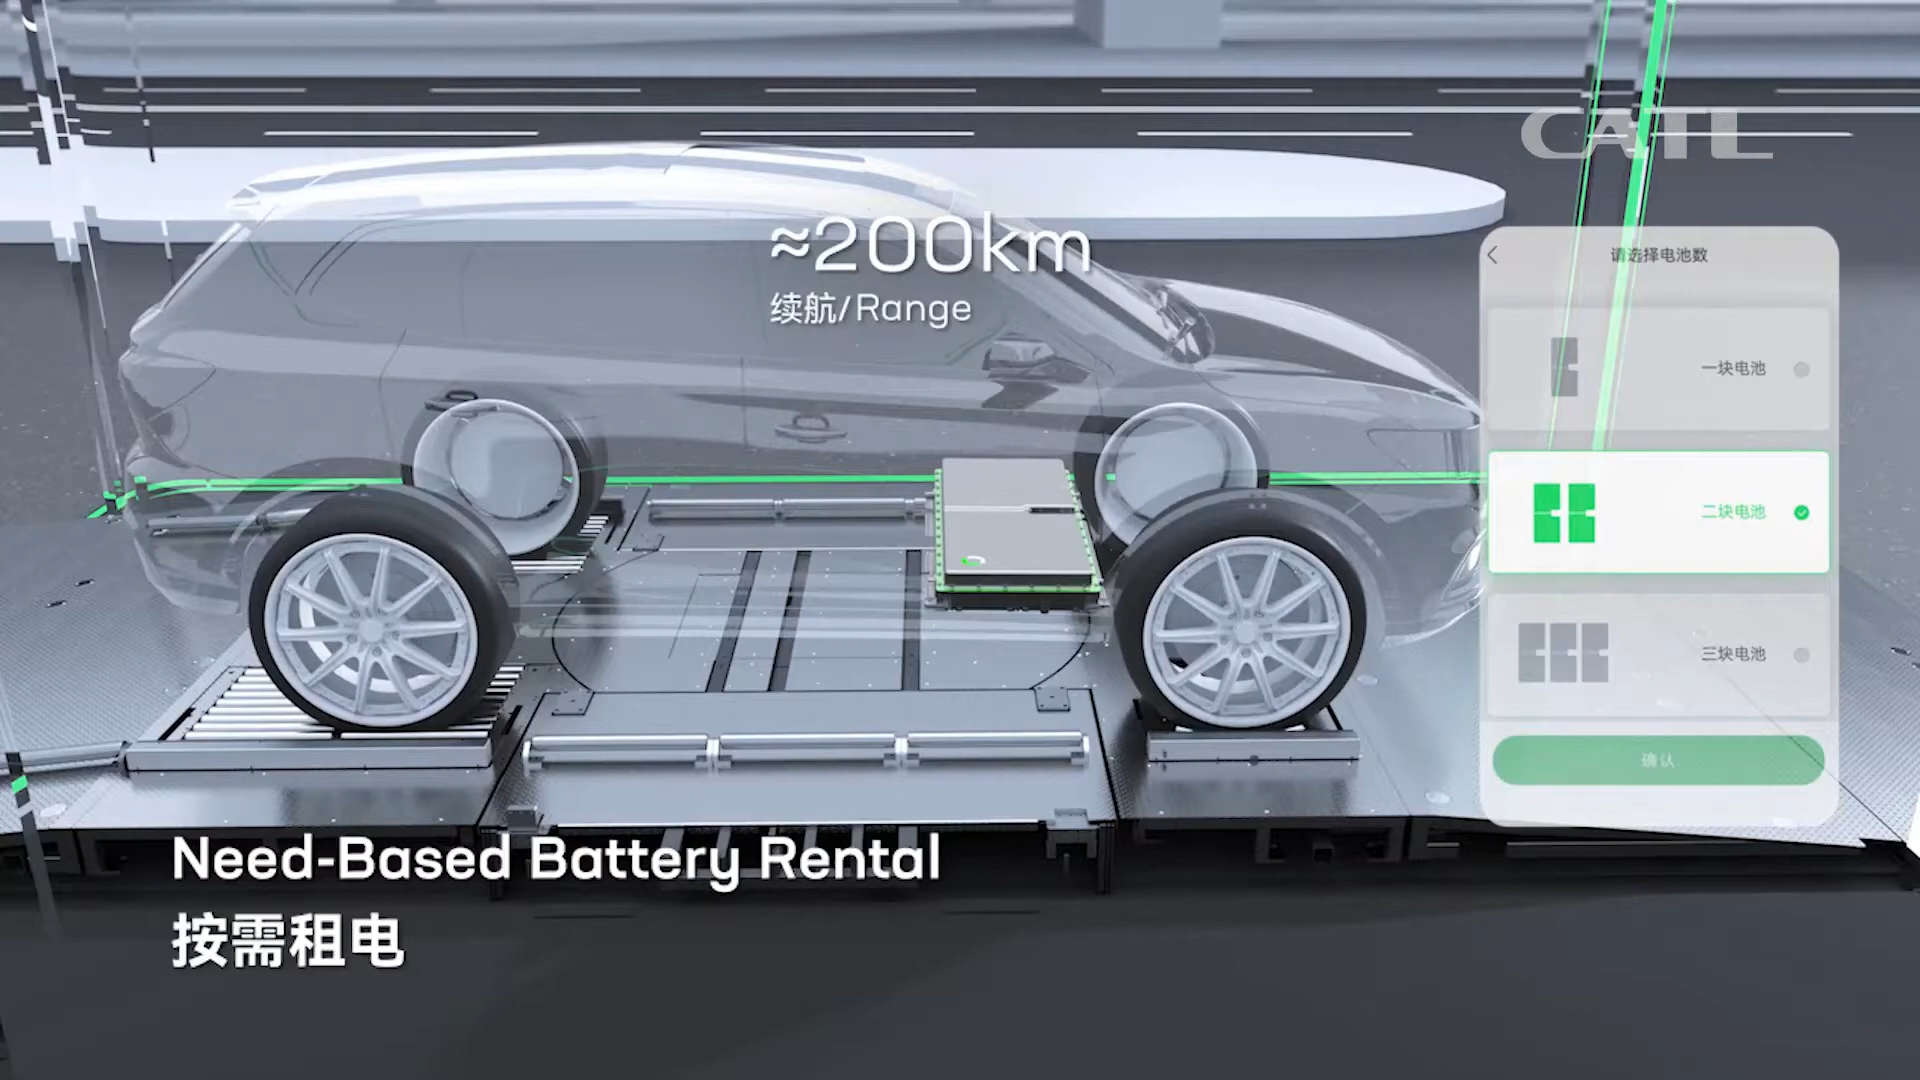 CATL
≈200km
续航/Range
请选择电池数
一块电池
二块电池
三块电池
确认
Need-Based Battery Rental
按需租电